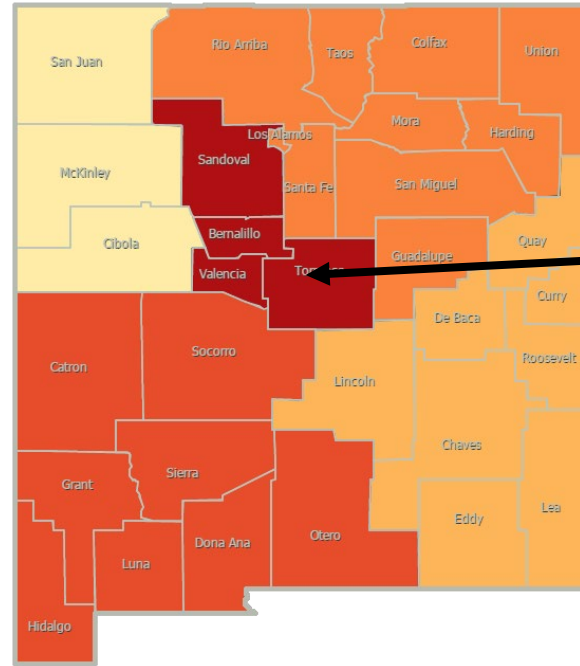 San Juan
Rio Arriba
Taos
Colfax
Union
Los Alamos
Mora
Harding
McKinley
Sandoval
Santa Fe
San Miguel
Cibola
Bernalillo
Quay
Valencia
Guadalupe
Curry
De Baca
Catron
Socorro
Lincoln
Roosevelt
Chaves
Grant
Sierra
Lea
Eddy
Luna
Dona Ana
Otero
Hidalgo